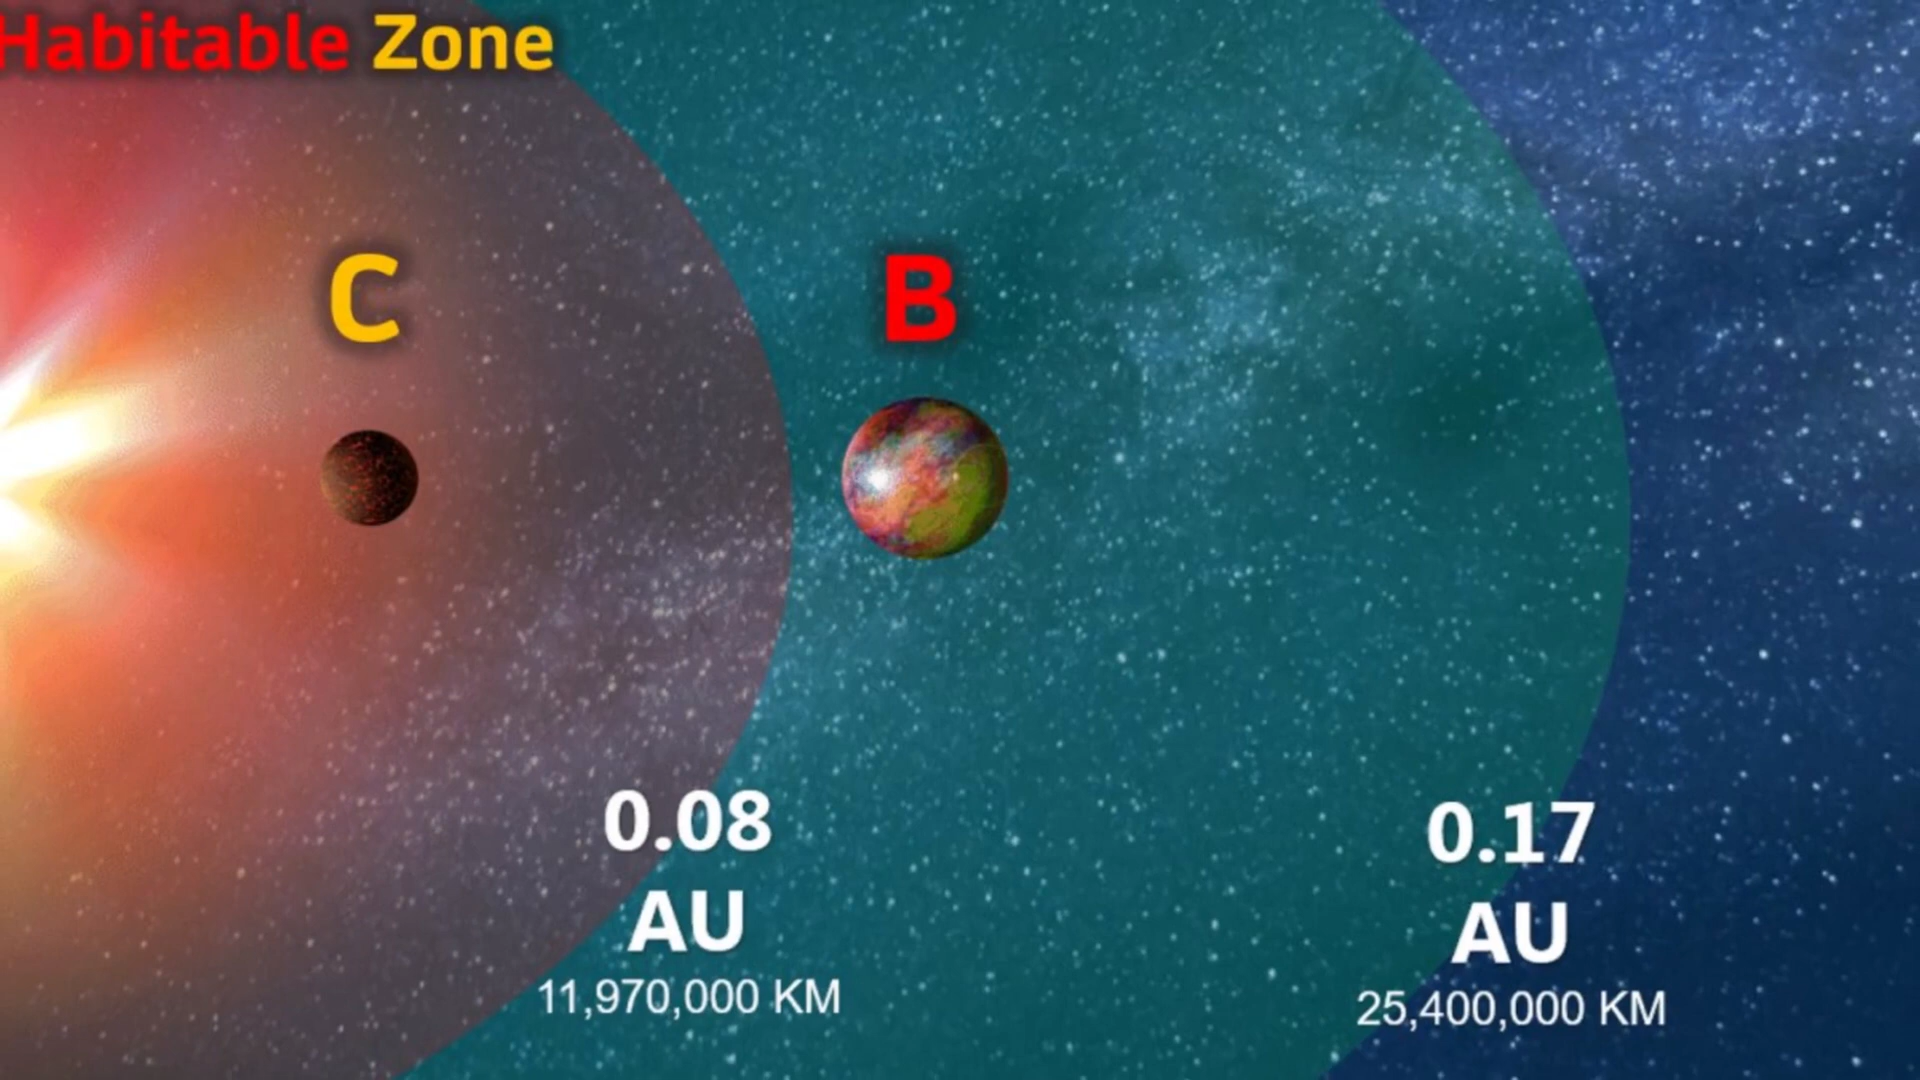 Habitable Zone
C
B
0.08
AU
11,970,000 KM
0.17
AU
25,400,000 KM